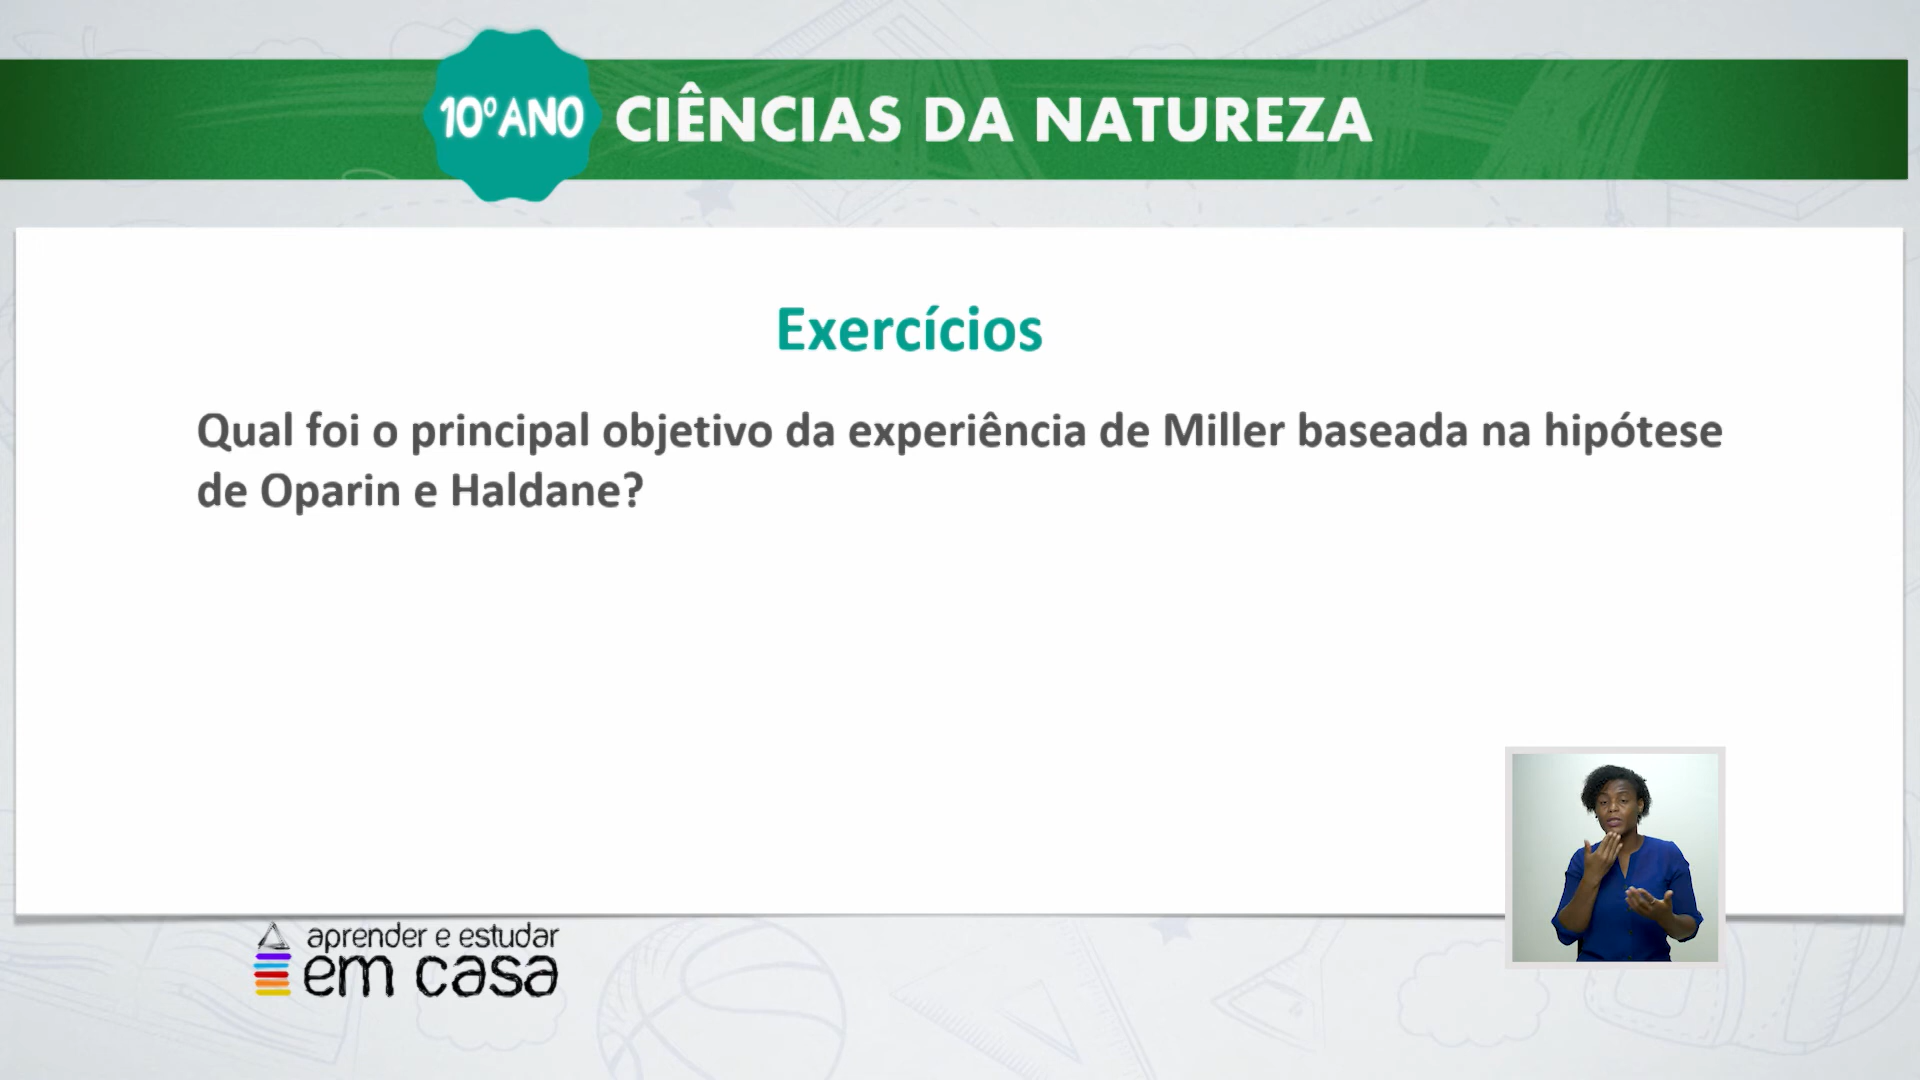 10ºANO CIÊNCIAS DA NATUREZA
Exercícios
Qual foi o principal objetivo da experiência de Miller baseada na hipótese
de Oparin e Haldane?
aprender e estudar
em casa